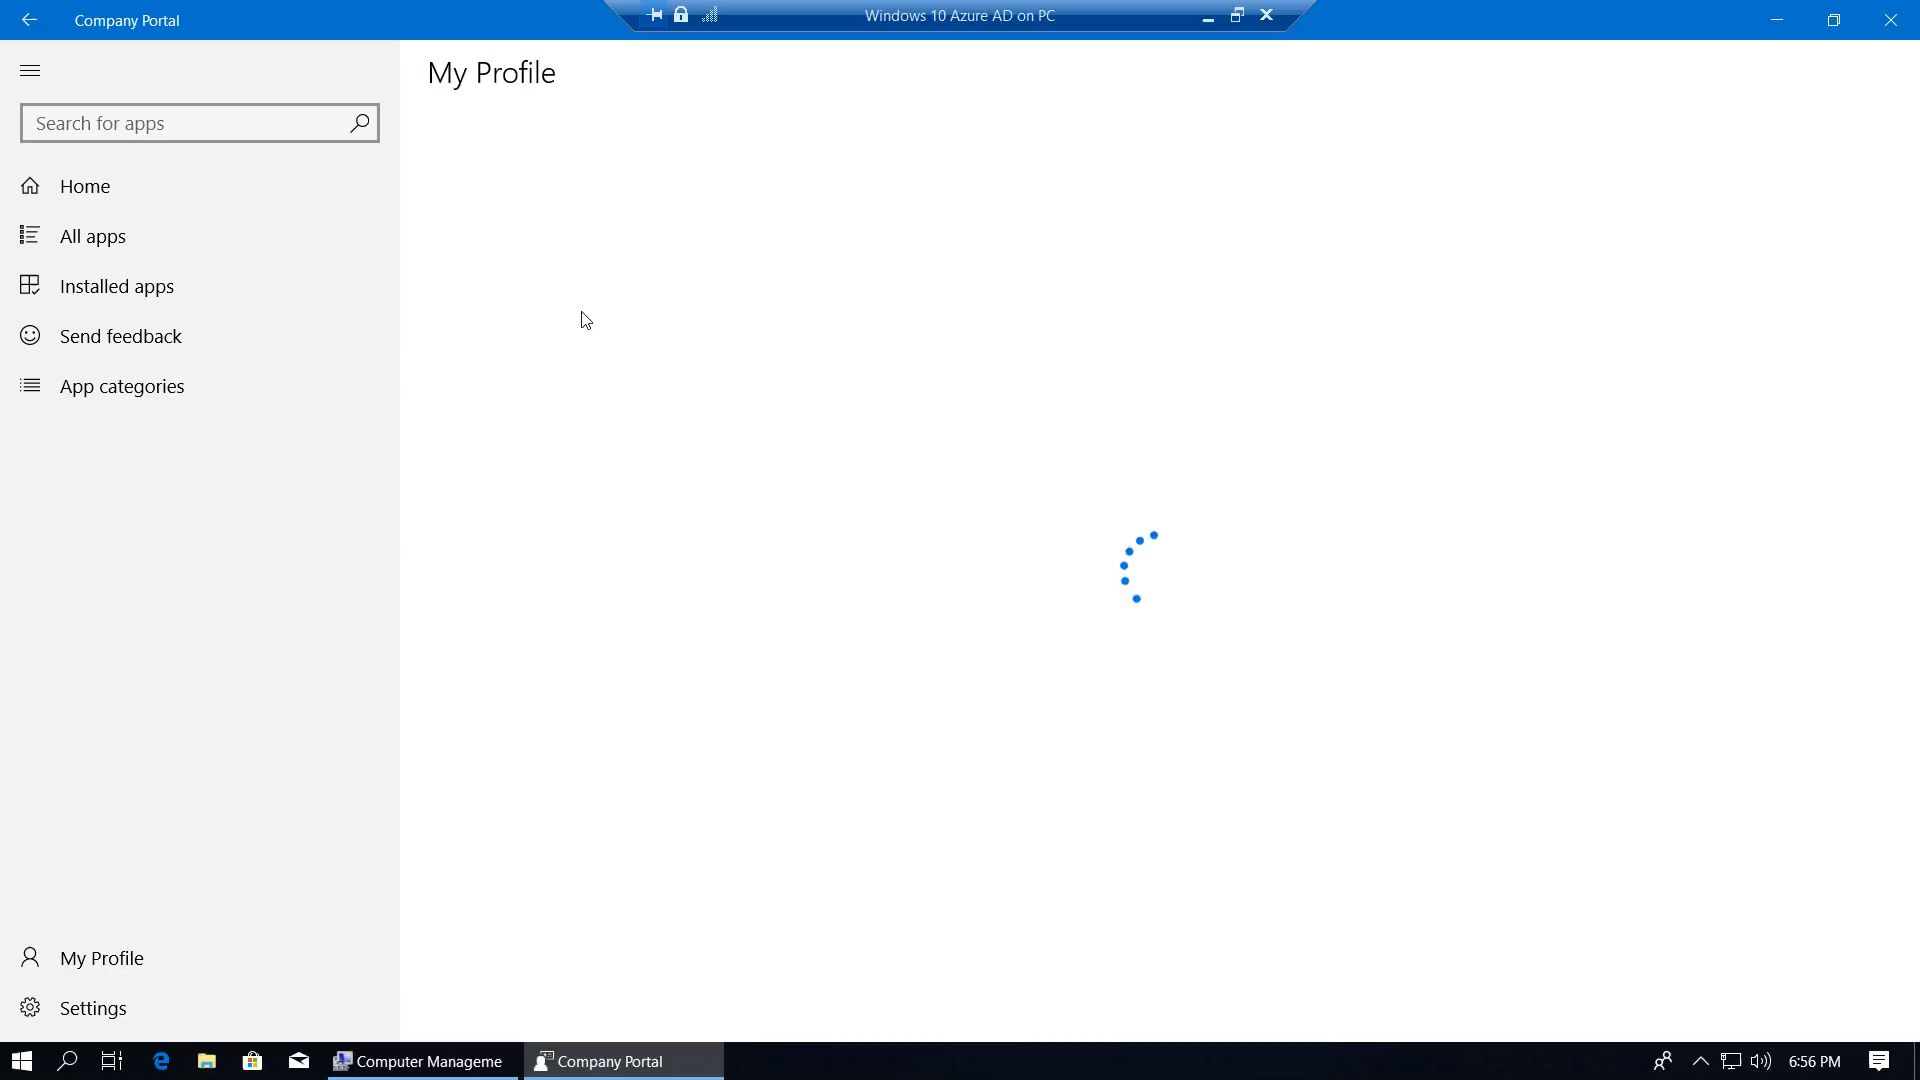 Company Portal
Windows 10 Azure AD on PC
My Profile
Search for apps
Home
All apps
Installed apps
Send feedback
App categories
My Profile
Settings
Computer Manageme
Company Portal
6:56 PM